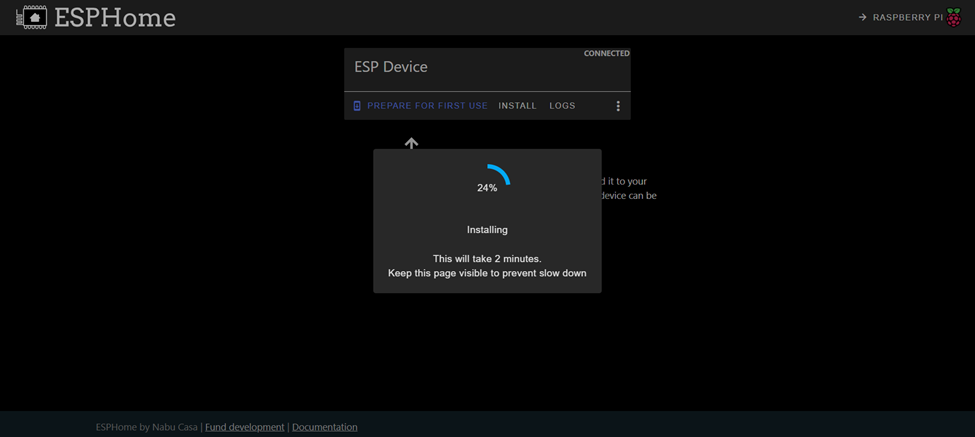 ESPHome
RASPBERRY PI
CONNECTED
ESP Device
PREPARE FOR FIRST USE INSTALL LOGS
24%
Installing
This will take 2 minutes.
Keep this page visible to prevent slow down
it to your
device can be
ESPHome by Nabu Casa | Fund development | Documentation